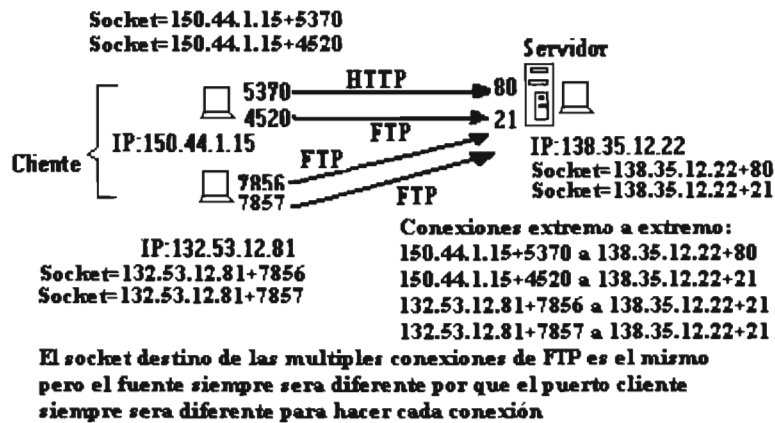 Socket=150.44.1.15+5370
Socket=150.44.1.15+4520
Servidor
5370 HTTP 80
4520 FTP 21
IP:150.44.1.15
IP:138.35.12.22
Cliente
FTP
Socket=138.35.12.22+80
7856
Socket=138.35.12.22+21
7857 FTP
Conexiones extremo a extremo:
IP:132.53.12.81
150.44.1.15+5370 a 138.35.12.22+80
Socket=132.53.12.81+7856
150.44.1.15+4520 a 138.35.12.22+21
Socket=132.53.12.81+7857
132.53.12.81+7856 a 138.35.12.22+21
132.53.12.81+7857 a 138.35.12.22+21
El socket destino de las multiples conexiones de FTP es el mismo
pero el fuente siempre sera diferente por que el puerto cliente
siempre sera diferente para hacer cada conexión